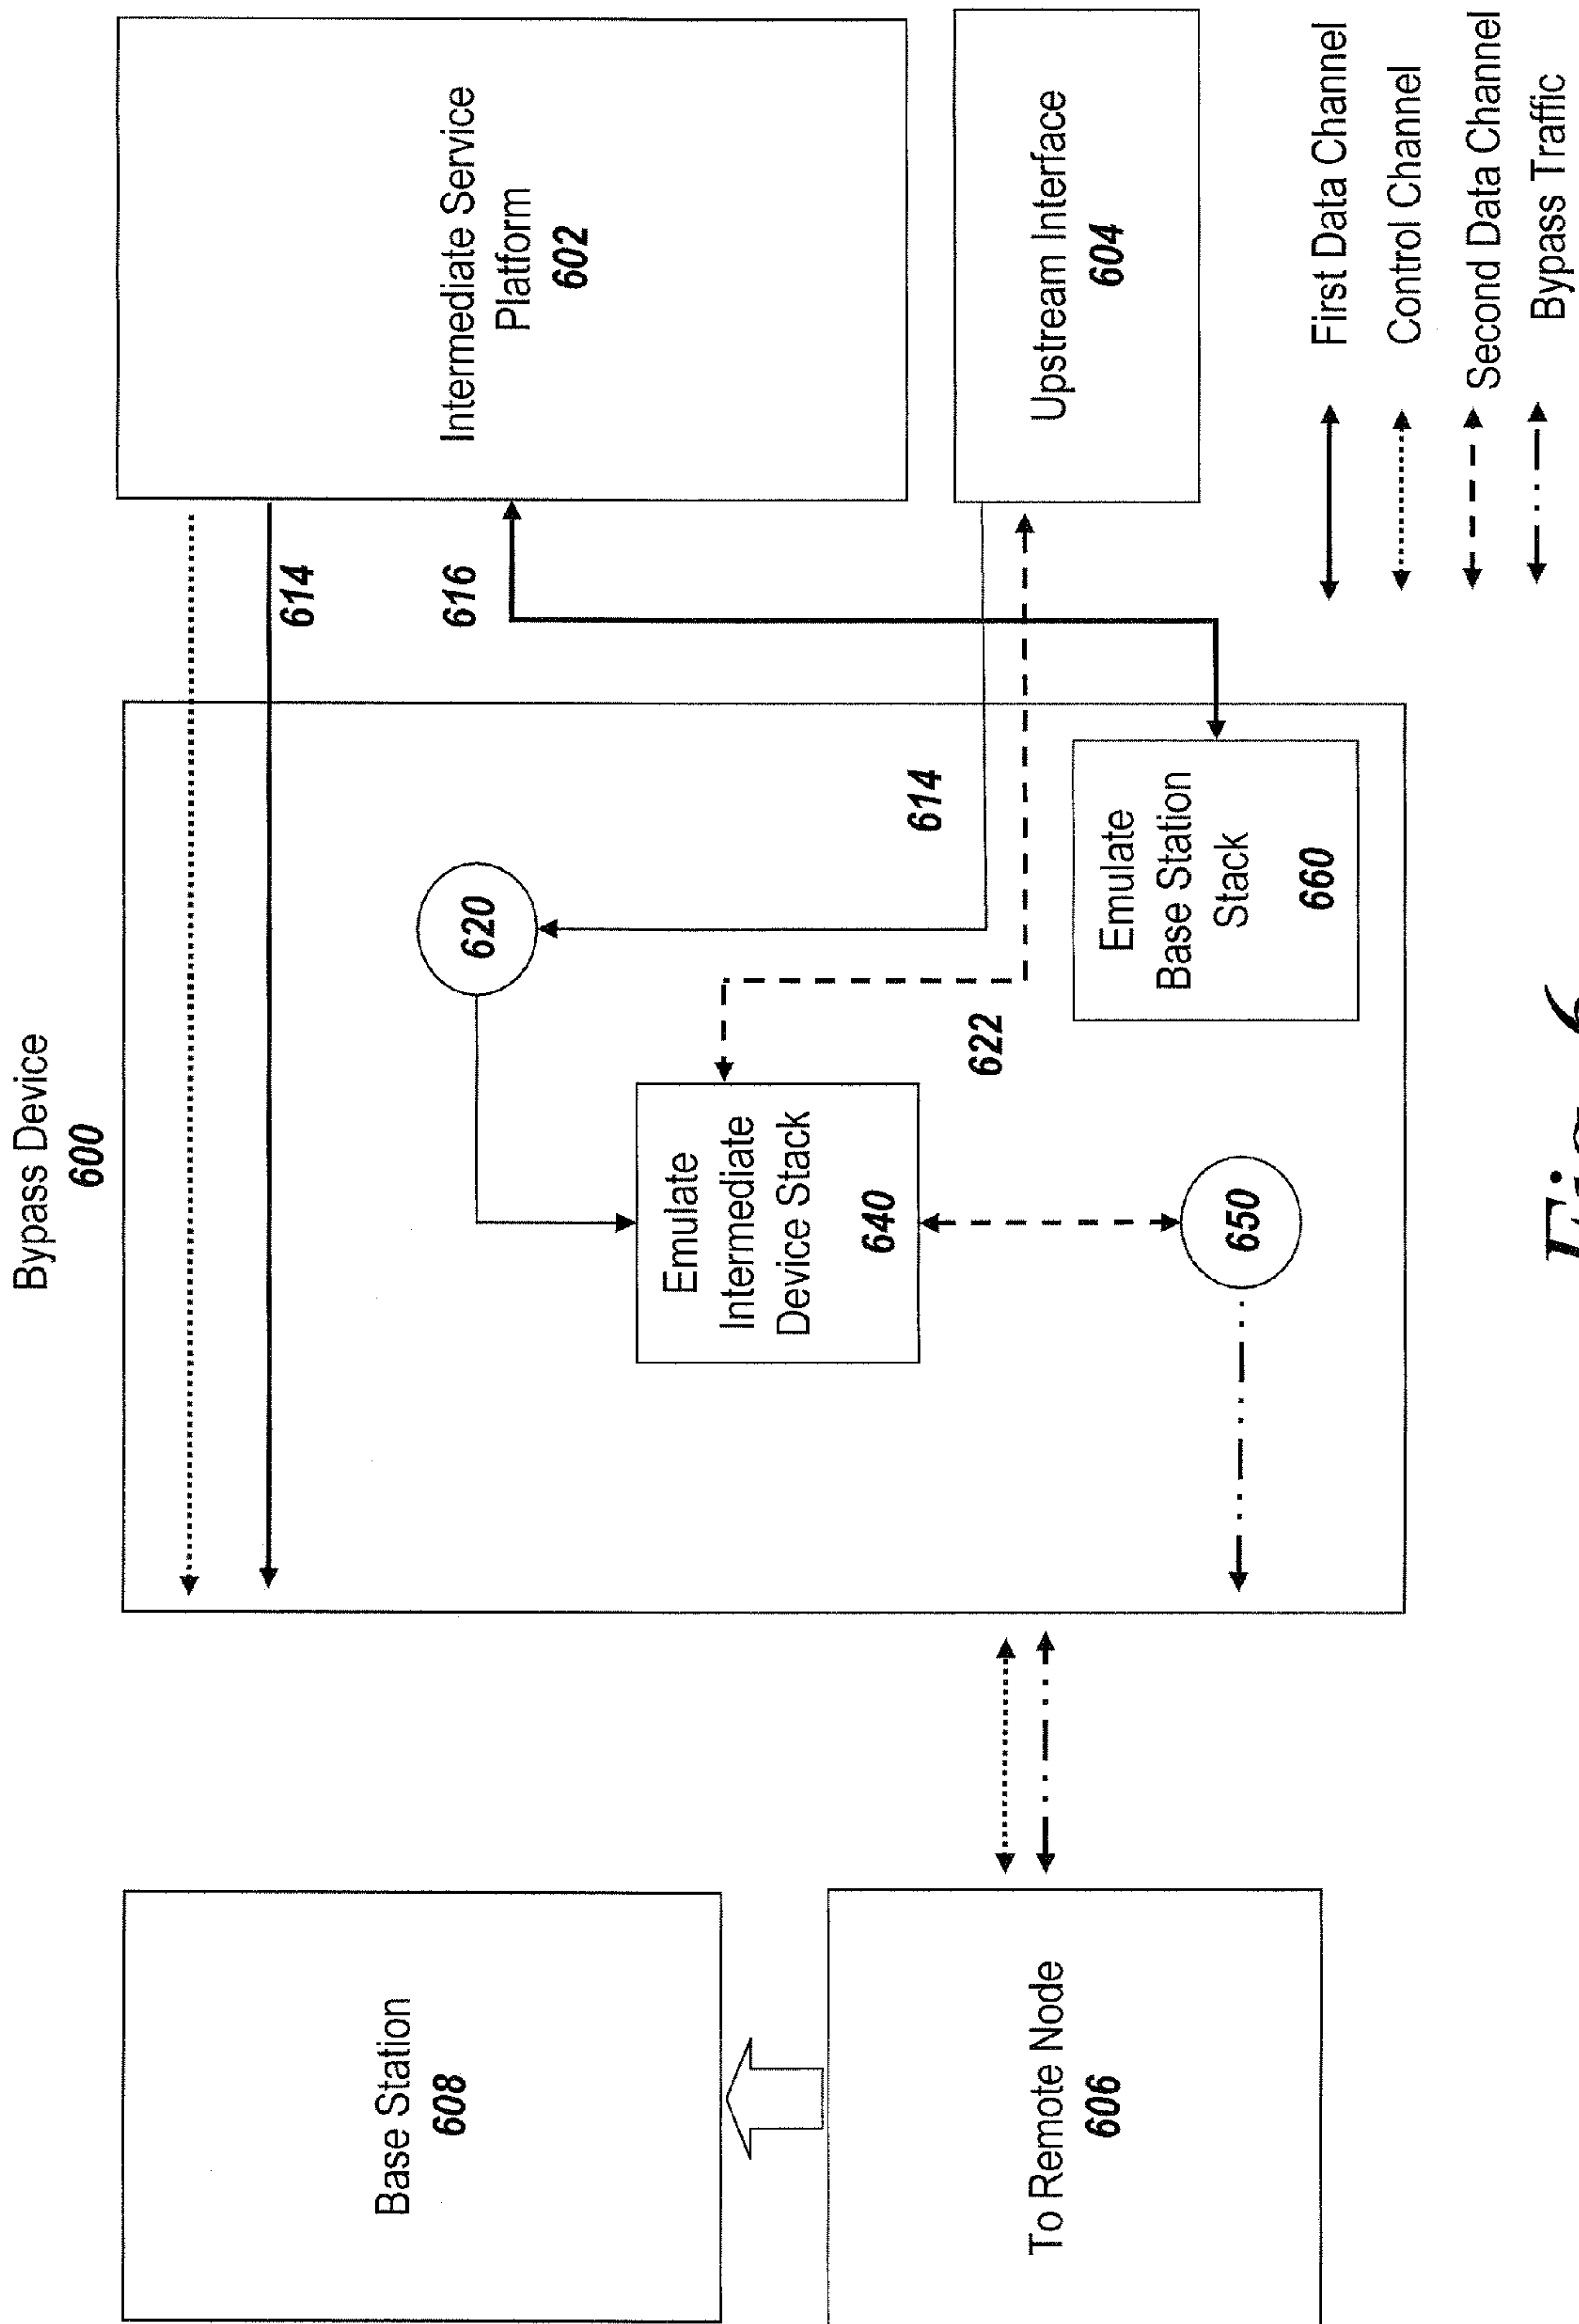 Bypass Device
600
Base Station
608
To Remote Node
606
614
616
620
Emulate
Intermediate
Device Stack
640
622
614
650
Emulate
Base Station
Stack
660
Intermediate Service
Platform
602
Upstream Interface
604
First Data Channel
Control Channel
Second Data Channel
Bypass Traffic
Fig. 6